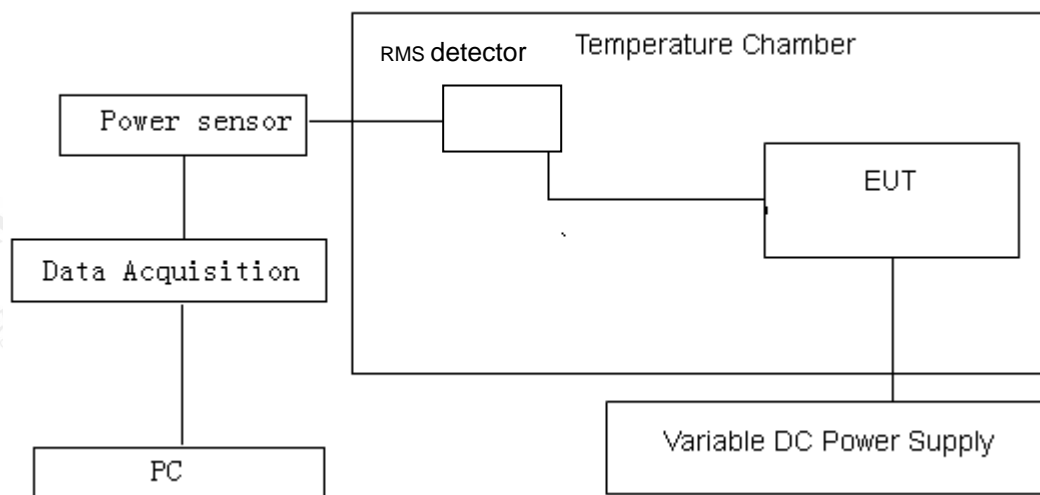 Temperature Chamber
RMS detector
Power sensor
EUT
Data Acquisition
Variable DC Power Supply
PC